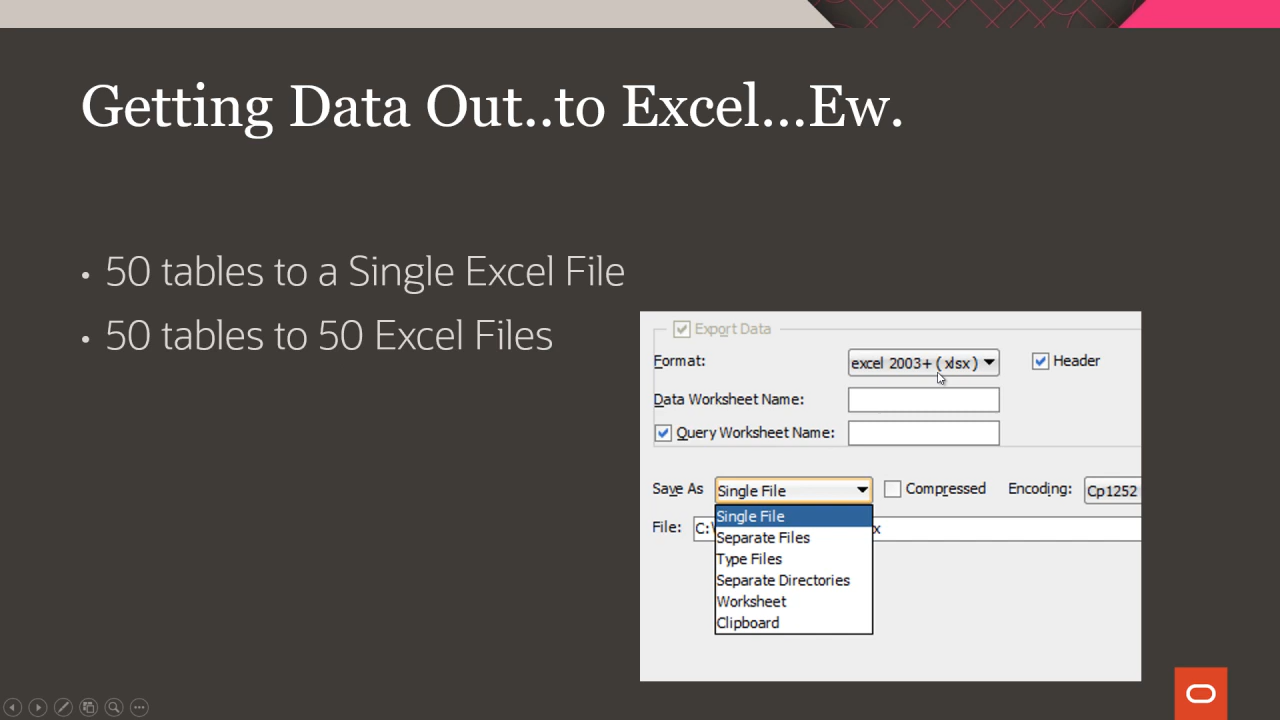 Getting Data Out..to Excel...Ew.
• 50 tables to a Single Excel File
• 50 tables to 50 Excel Files
Export Data
Format: excel 2003+ ( xlsx ) Header
Data Worksheet Name:
Query Worksheet Name:
Save As Single File Compressed Encoding: Cp1252
File: C:\ x
Single File
Separate Files
Type Files
Separate Directories
Worksheet
Clipboard